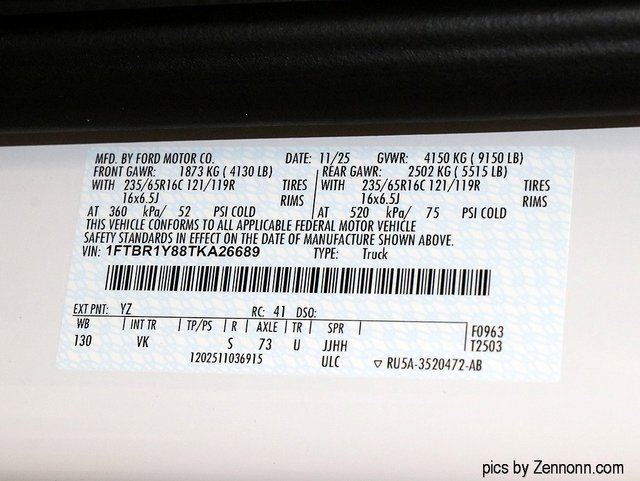 MFD. BY FORD MOTOR CO. DATE: 11/25 GVWR: 4150 KG ( 9150 LB)
FRONT GAWR: 1873 KG ( 4130 LB) REAR GAWR: 2502 KG ( 5515 LB)
WITH 235/65R16C 121/119R TIRES WITH 235/65R16C 121/119R TIRES
16x6.5J RIMS 16x6.5J RIMS
AT 360 kPa/ 52 PSI COLD AT 520 kPa/ 75 PSI COLD
THIS VEHICLE CONFORMS TO ALL APPLICABLE FEDERAL MOTOR VEHICLE
SAFETY STANDARDS IN EFFECT ON THE DATE OF MANUFACTURE SHOWN ABOVE.
VIN: 1FTBR1Y88TKA26689 TYPE: Truck
EXT PNT: YZ RC: 41 DSO:
WB INT TR TP/PS R AXLE TR SPR F0963
130 VK S 73 U JJHH T2503
1202511036915 ULC ▽ RU5A-3520472-AB
pics by Zennonn.com